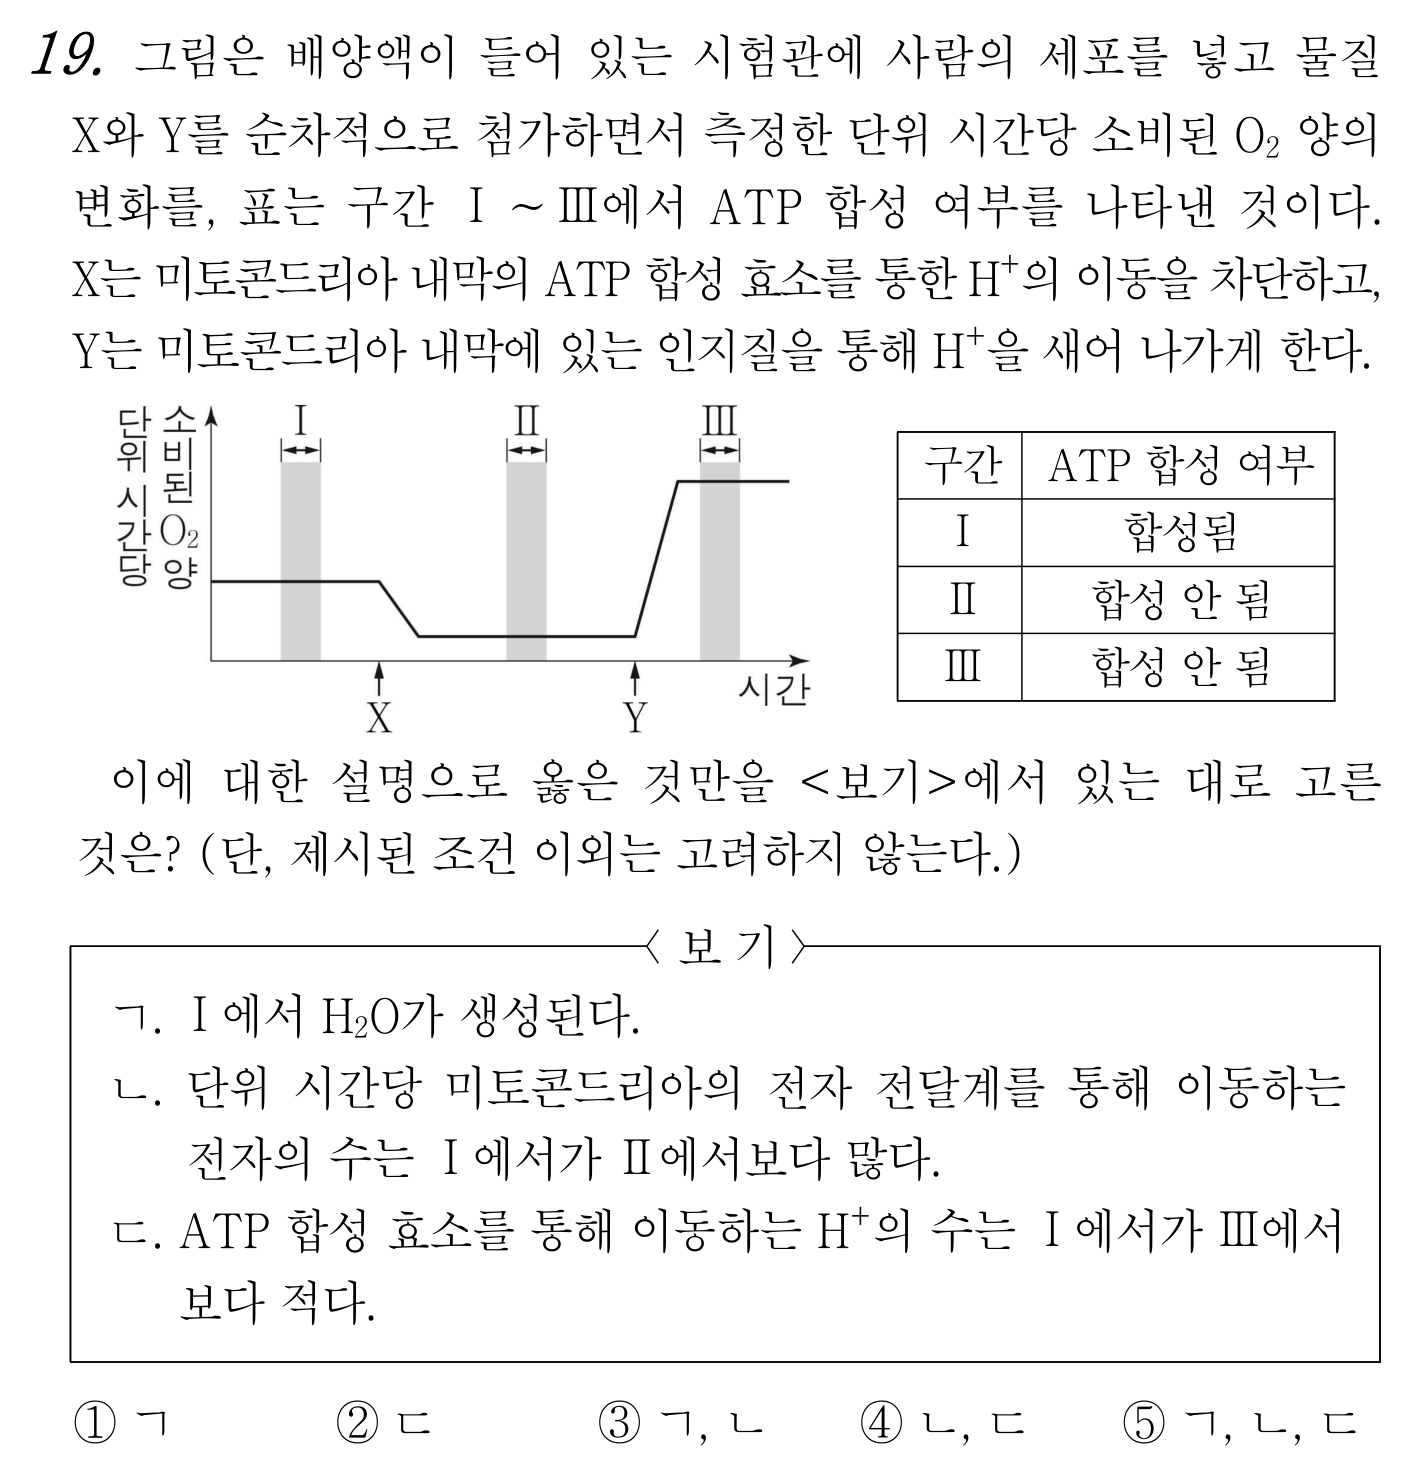 19. 그림은 배양액이 들어 있는 시험관에 사람의 세포를 넣고 물질
X와 Y를 순차적으로 첨가하면서 측정한 단위 시간당 소비된 O₂ 양의
변화를, 표는 구간 Ⅰ~Ⅲ에서 ATP 합성 여부를 나타낸 것이다.
X는 미토콘드리아 내막의 ATP 합성 효소를 통한 H⁺의 이동을 차단하고,
Y는 미토콘드리아 내막에 있는 인지질을 통해 H⁺을 새어 나가게 한다.
단위 시간당
소비된 O₂ 양
Ⅰ Ⅱ Ⅲ
시간
X Y
구간 ATP 합성 여부
Ⅰ 합성됨
Ⅱ 합성 안 됨
Ⅲ 합성 안 됨
이에 대한 설명으로 옳은 것만을 <보기>에서 있는 대로 고른
것은? (단, 제시된 조건 이외는 고려하지 않는다.)
〈보기〉
ㄱ. Ⅰ에서 H₂O가 생성된다.
ㄴ. 단위 시간당 미토콘드리아의 전자 전달계를 통해 이동하는
전자의 수는 Ⅰ에서가 Ⅱ에서보다 많다.
ㄷ. ATP 합성 효소를 통해 이동하는 H⁺의 수는 Ⅰ에서가 Ⅲ에서
보다 적다.
① ㄱ ② ㄷ ③ ㄱ, ㄴ ④ ㄴ, ㄷ ⑤ ㄱ, ㄴ, ㄷ